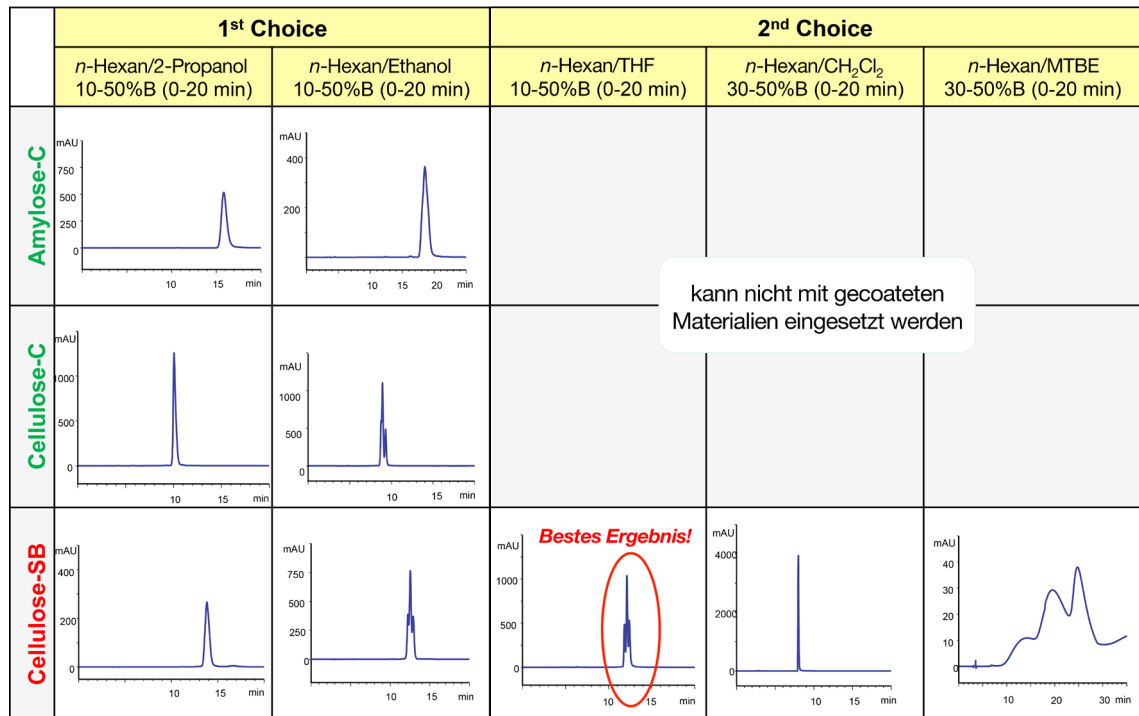 1st Choice
2nd Choice
n-Hexan/2-Propanol
10-50%B (0-20 min)
n-Hexan/Ethanol
10-50%B (0-20 min)
n-Hexan/THF
10-50%B (0-20 min)
n-Hexan/CH2Cl2
30-50%B (0-20 min)
n-Hexan/MTBE
30-50%B (0-20 min)
Amylose-C
mAU
750
500
250
0
10 15 min
mAU
400
200
0
10 15 20 min
kann nicht mit gecoateten
Materialien eingesetzt werden
Cellulose-C
mAU
1000
500
0
10 15 min
mAU
1000
500
0
10 15 min
Cellulose-SB
mAU
400
200
0
10 15 min
mAU
750
500
250
0
10 15 min
Bestes Ergebnis!
mAU
1000
500
0
10 15 min
mAU
4000
2000
0
10 15 min
mAU
40
30
20
10
0
10 20 30 min